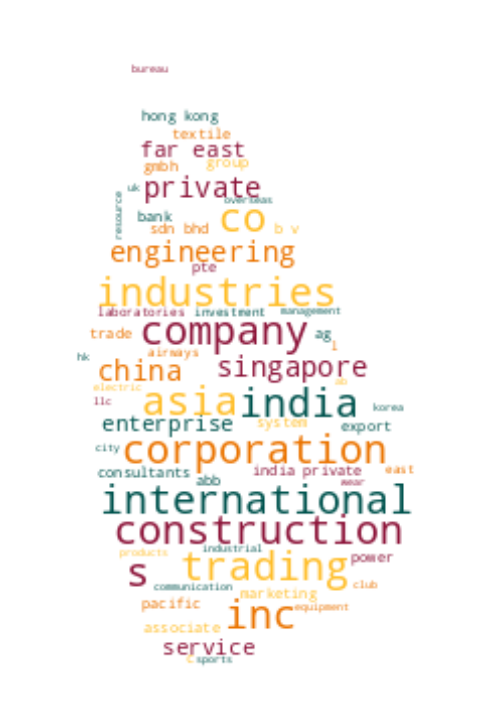 bureau
hong kong
textile
far east
gmbh group
uk private
resource
overseas
bank co
sdn bhd b v
engineering
pte
industries
laboratories investment management
trade company ag
l
hk airways
china singapore
electric ab
llc asia india korea
enterprise system export
city corporation
consultants india private east
abb wear
international
construction
products industrial
s trading power
communication club
marketing
pacific inc equipment
associate
service
c sports